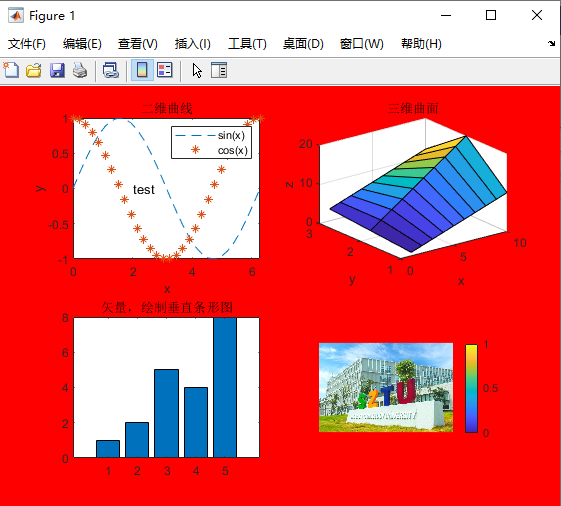 Figure 1
文件(F) 编辑(E) 查看(V) 插入(I) 工具(T) 桌面(D) 窗口(W) 帮助(H)
二维曲线
1
0.5
0
-0.5
-1
y
0 2 4 6
x
sin(x)
cos(x)
test
三维曲面
20
10
0
z
3
2
1
y
0
5
10
x
矢量，绘制垂直条形图
8
6
4
2
0
1 2 3 4 5
SZTU
1
0.5
0